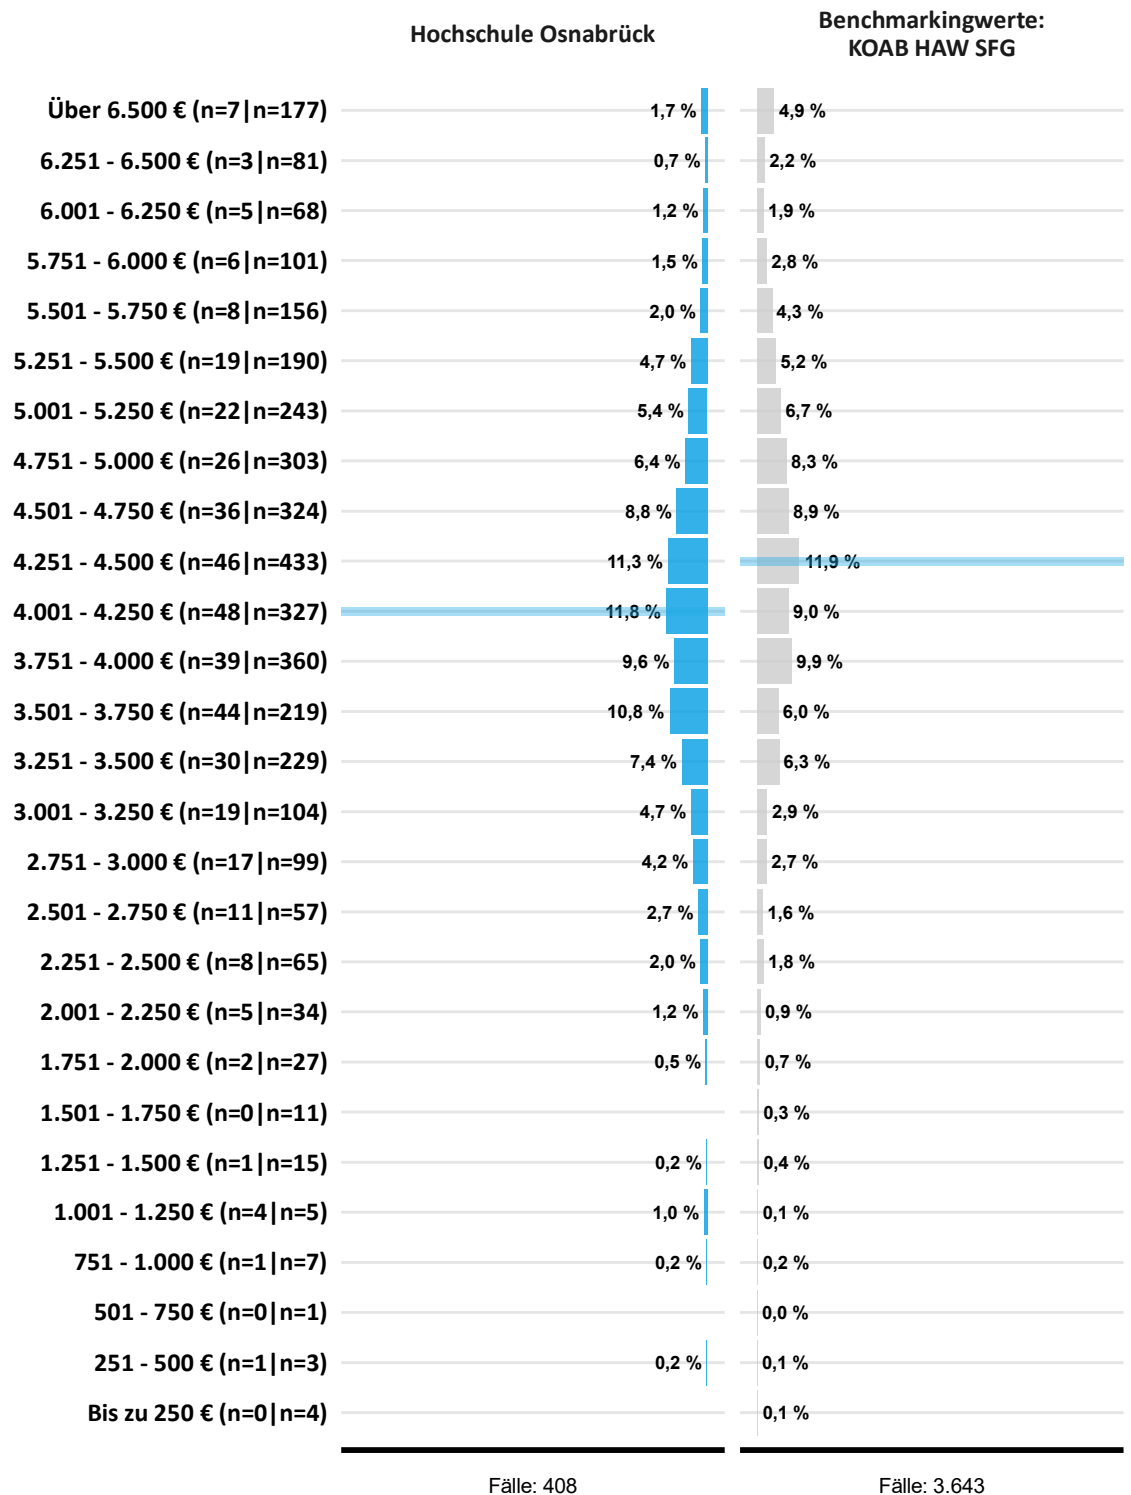 Hochschule Osnabrück
Benchmarkingwerte:
KOAB HAW SFG
Über 6.500 € (n=7|n=177) 1,7 % 4,9 %
6.251 - 6.500 € (n=3|n=81) 0,7 % 2,2 %
6.001 - 6.250 € (n=5|n=68) 1,2 % 1,9 %
5.751 - 6.000 € (n=6|n=101) 1,5 % 2,8 %
5.501 - 5.750 € (n=8|n=156) 2,0 % 4,3 %
5.251 - 5.500 € (n=19|n=190) 4,7 % 5,2 %
5.001 - 5.250 € (n=22|n=243) 5,4 % 6,7 %
4.751 - 5.000 € (n=26|n=303) 6,4 % 8,3 %
4.501 - 4.750 € (n=36|n=324) 8,8 % 8,9 %
4.251 - 4.500 € (n=46|n=433) 11,3 % 11,9 %
4.001 - 4.250 € (n=48|n=327) 11,8 % 9,0 %
3.751 - 4.000 € (n=39|n=360) 9,6 % 9,9 %
3.501 - 3.750 € (n=44|n=219) 10,8 % 6,0 %
3.251 - 3.500 € (n=30|n=229) 7,4 % 6,3 %
3.001 - 3.250 € (n=19|n=104) 4,7 % 2,9 %
2.751 - 3.000 € (n=17|n=99) 4,2 % 2,7 %
2.501 - 2.750 € (n=11|n=57) 2,7 % 1,6 %
2.251 - 2.500 € (n=8|n=65) 2,0 % 1,8 %
2.001 - 2.250 € (n=5|n=34) 1,2 % 0,9 %
1.751 - 2.000 € (n=2|n=27) 0,5 % 0,7 %
1.501 - 1.750 € (n=0|n=11) 0,3 %
1.251 - 1.500 € (n=1|n=15) 0,2 % 0,4 %
1.001 - 1.250 € (n=4|n=5) 1,0 % 0,1 %
751 - 1.000 € (n=1|n=7) 0,2 % 0,2 %
501 - 750 € (n=0|n=1) 0,0 %
251 - 500 € (n=1|n=3) 0,2 % 0,1 %
Bis zu 250 € (n=0|n=4) 0,1 %
Fälle: 408 Fälle: 3.643